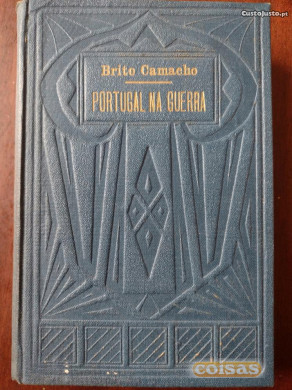 CustoJusto.pt
Brito Camacho
PORTUGAL NA GUERRA
coisas